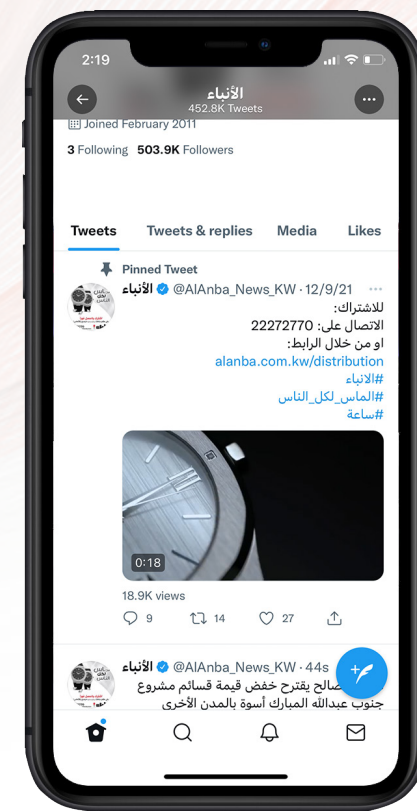 2:19
الأنباء
452.8K Tweets
Joined February 2011
3 Following 503.9K Followers
Tweets Tweets & replies Media Likes
Pinned Tweet
الأنباء @AlAnba_News_KW · 12/9/21
للاشتراك:
الاتصال على: 22272770
او من خلال الرابط:
alanba.com.kw/distribution
#الانباء
#الماس_لكل_الناس
#ساعة
0:18
18.9K views
9 14 27
الأنباء @AlAnba_News_KW · 44s
صالح يقترح خفض قيمة قسائم مشروع
جنوب عبدالله المبارك أسوة بالمدن الأخرى